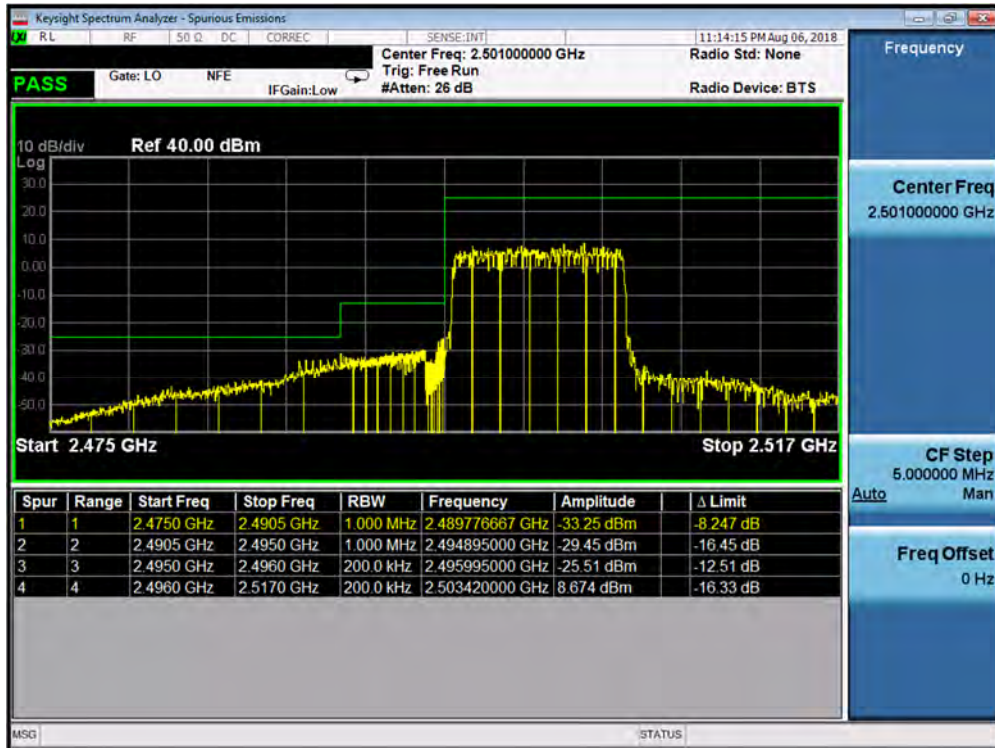 Keysight Spectrum Analyzer - Spurious Emissions
RL RF 50 Ω DC CORREC SENSE:INT 11:14:15 PM Aug 06, 2018
Center Freq: 2.501000000 GHz Radio Std: None
Trig: Free Run
PASS Gate: LO NFE IFGain:Low #Atten: 26 dB Radio Device: BTS
10 dB/div Ref 40.00 dBm
Log
30.0
20.0
10.0
0.00
-10.0
-20.0
-30.0
-40.0
-50.0
Start 2.475 GHz Stop 2.517 GHz
Spur Range Start Freq Stop Freq RBW Frequency Amplitude Δ Limit
1 1 2.4750 GHz 2.4905 GHz 1.000 MHz 2.489776667 GHz -33.25 dBm -8.247 dB
2 2 2.4905 GHz 2.4950 GHz 1.000 MHz 2.494895000 GHz -29.45 dBm -16.45 dB
3 3 2.4950 GHz 2.4960 GHz 200.0 kHz 2.495995000 GHz -25.51 dBm -12.51 dB
4 4 2.4960 GHz 2.5170 GHz 200.0 kHz 2.503420000 GHz 8.674 dBm -16.33 dB
MSG STATUS
Frequency
Center Freq
2.501000000 GHz
CF Step
5.000000 MHz
Auto Man
Freq Offset
0 Hz